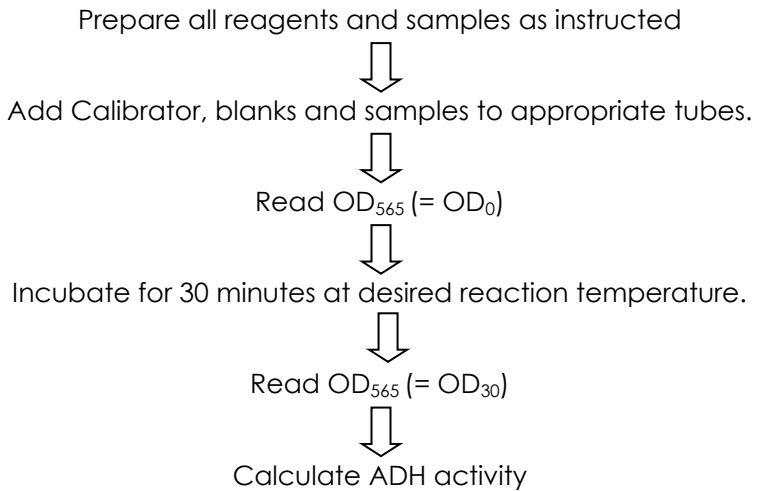 Prepare all reagents and samples as instructed
Add Calibrator, blanks and samples to appropriate tubes.
Read OD₅₆₅ (= OD₀)
Incubate for 30 minutes at desired reaction temperature.
Read OD₅₆₅ (= OD₃₀)
Calculate ADH activity